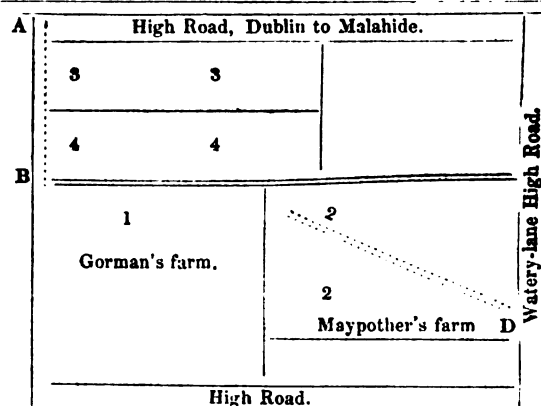 A High Road, Dublin to Malahide.
3 3
4 4
B
1 2
Gorman's farm.
2
Maypother's farm D
High Road.
Watery-lane High Road.